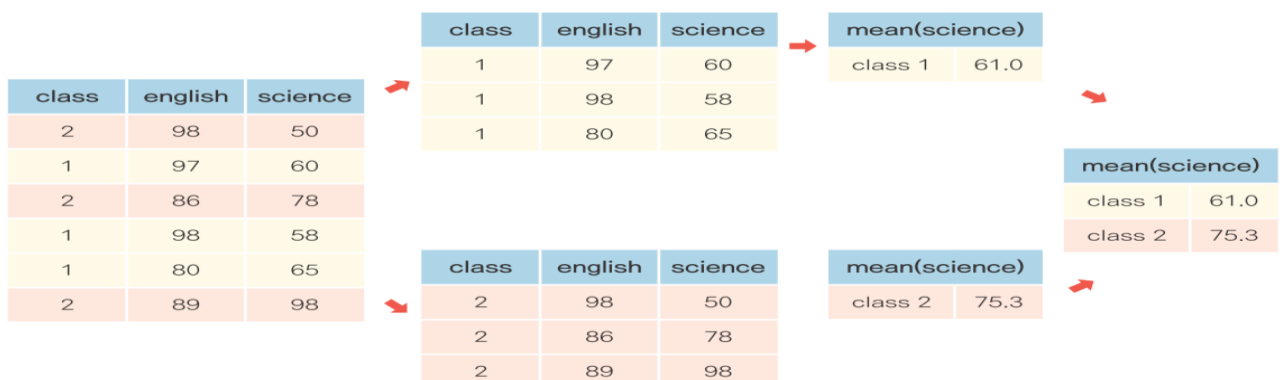 class english science
2 98 50
1 97 60
2 86 78
1 98 58
1 80 65
2 89 98
class english science
1 97 60
1 98 58
1 80 65
mean(science)
class 1 61.0
class english science
2 98 50
2 86 78
2 89 98
mean(science)
class 2 75.3
mean(science)
class 1 61.0
class 2 75.3